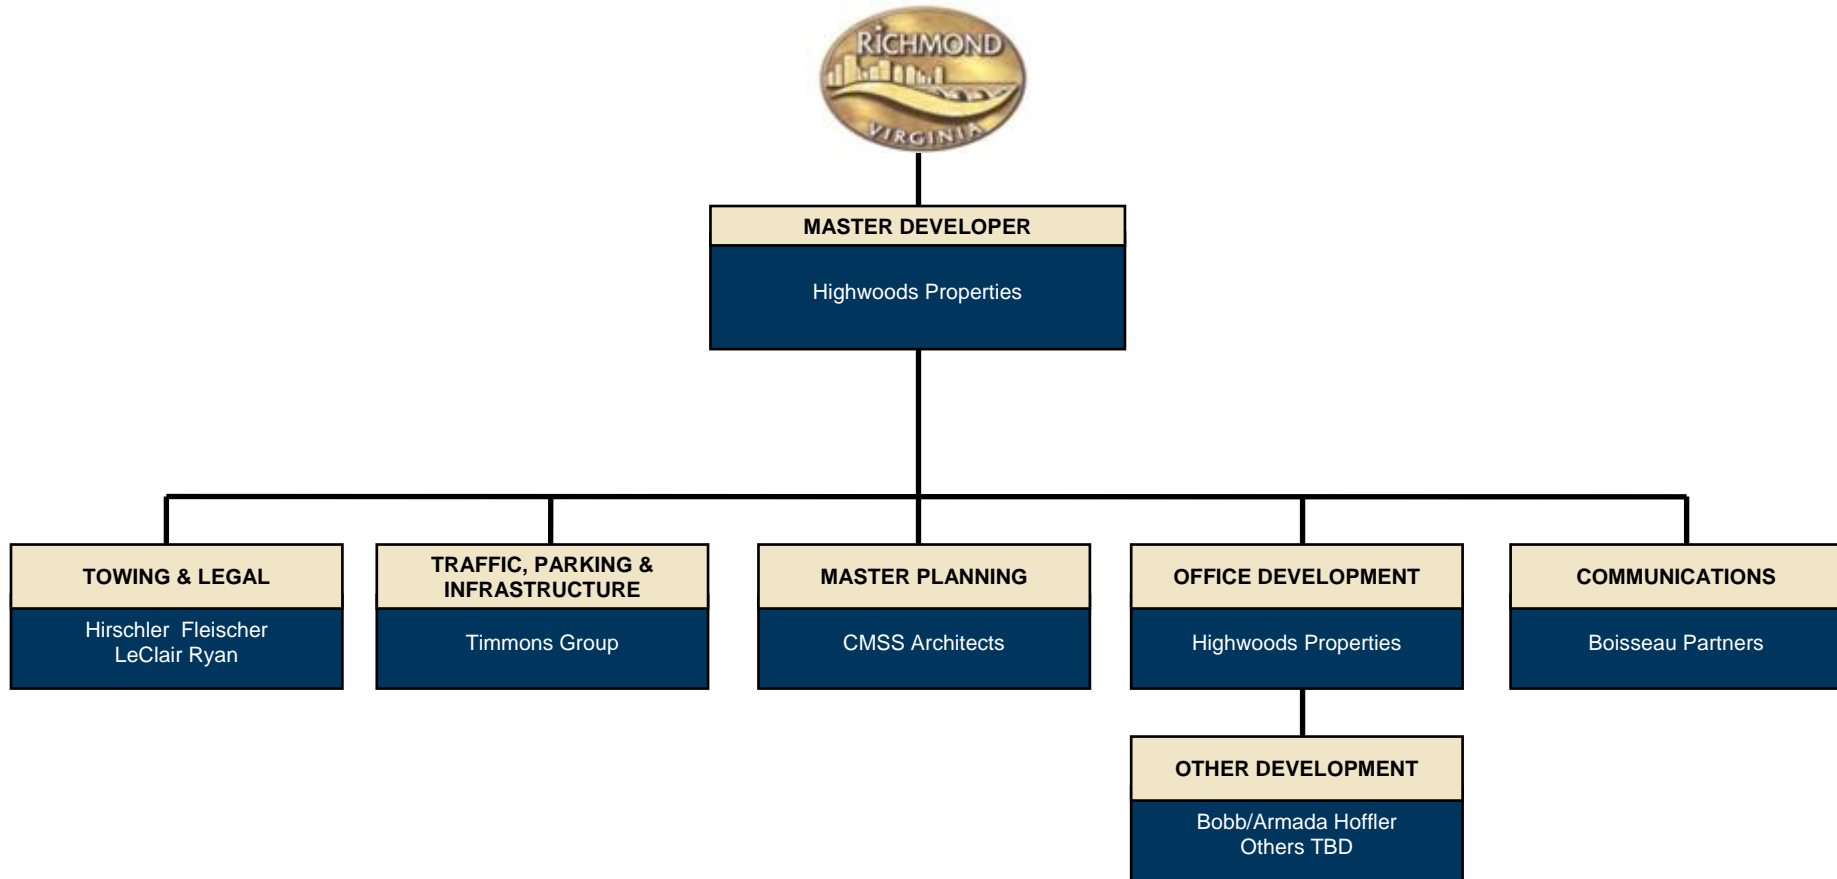 RiCHMOND
VIRGINIA
MASTER DEVELOPER
Highwoods Properties
TOWING & LEGAL
Hirschler Fleischer
LeClair Ryan
TRAFFIC, PARKING &
INFRASTRUCTURE
Timmons Group
MASTER PLANNING
CMSS Architects
OFFICE DEVELOPMENT
Highwoods Properties
COMMUNICATIONS
Boisseau Partners
OTHER DEVELOPMENT
Bobb/Armada Hoffler
Others TBD